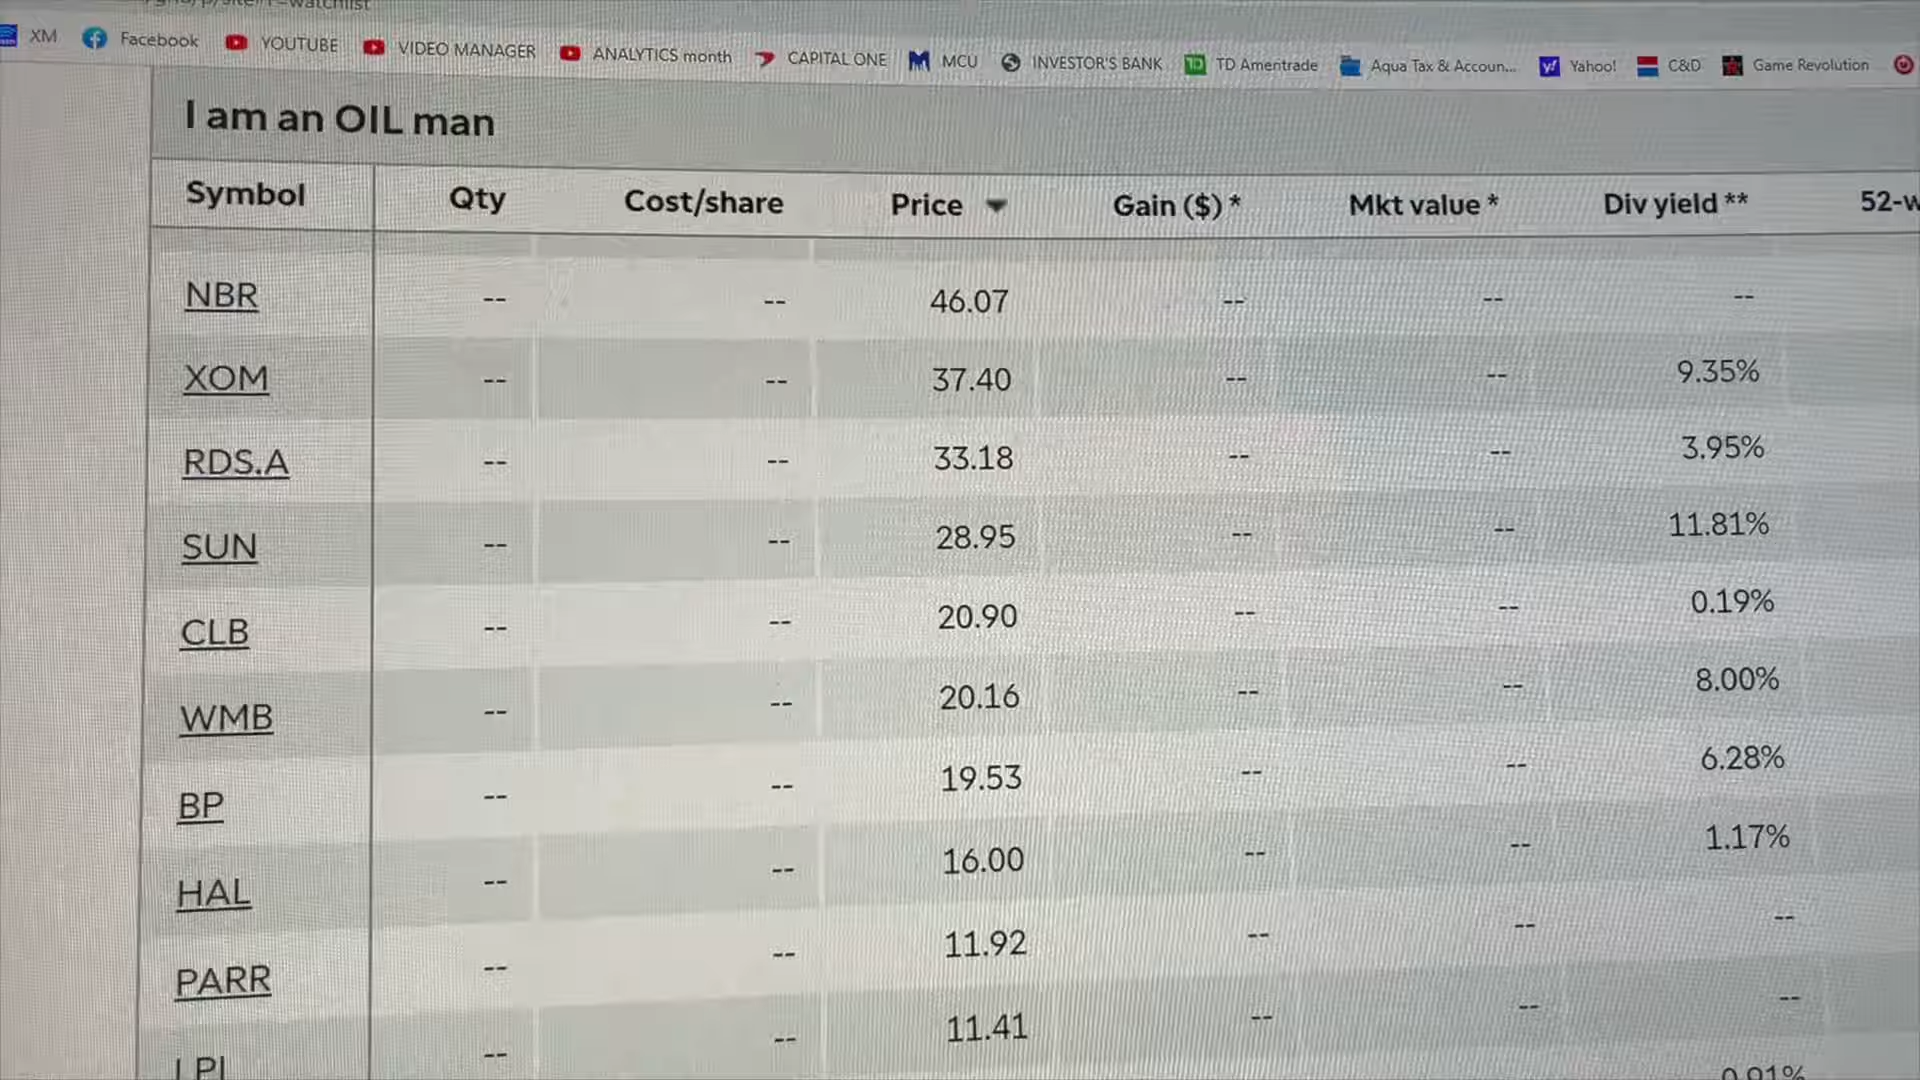 XM Facebook YOUTUBE VIDEO MANAGER ANALYTICS month CAPITAL ONE MCU INVESTOR'S BANK TD Amentrade Aqua Tax & Accoun... Yahoo! C&D Game Revolution
I am an OIL man
Symbol Qty Cost/share Price Gain ($) * Mkt value * Div yield ** 52-w
NBR -- -- 46.07 -- -- --
XOM -- -- 37.40 -- -- 9.35%
RDS.A -- -- 33.18 -- -- 3.95%
SUN -- -- 28.95 -- -- 11.81%
CLB -- -- 20.90 -- -- 0.19%
WMB -- -- 20.16 -- -- 8.00%
BP -- -- 19.53 -- -- 6.28%
HAL -- -- 16.00 -- -- 1.17%
PARR -- -- 11.92 -- -- --
LPI -- -- 11.41 -- -- --